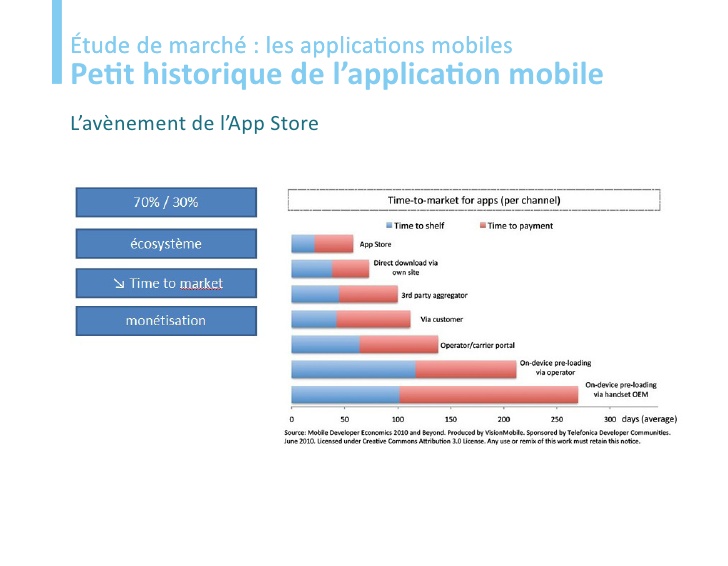 Étude de marché : les applications mobiles
Petit historique de l’application mobile
L’avènement de l’App Store
70% / 30%
écosystème
↘ Time to market
monétisation
Time-to-market for apps (per channel)
Time to shelf
Time to payment
App Store
Direct download via
own site
3rd party aggregator
Via customer
Operator/carrier portal
On-device pre-loading
via operator
On-device pre-loading
via handset OEM
0 50 100 150 200 250 300 days (average)
Source: Mobile Developer Economics 2010 and Beyond. Produced by VisionMobile. Sponsored by Telefonica Developer Communities.
June 2010. Licensed under Creative Commons Attribution 3.0 License. Any use or remix of this work must retain this notice.